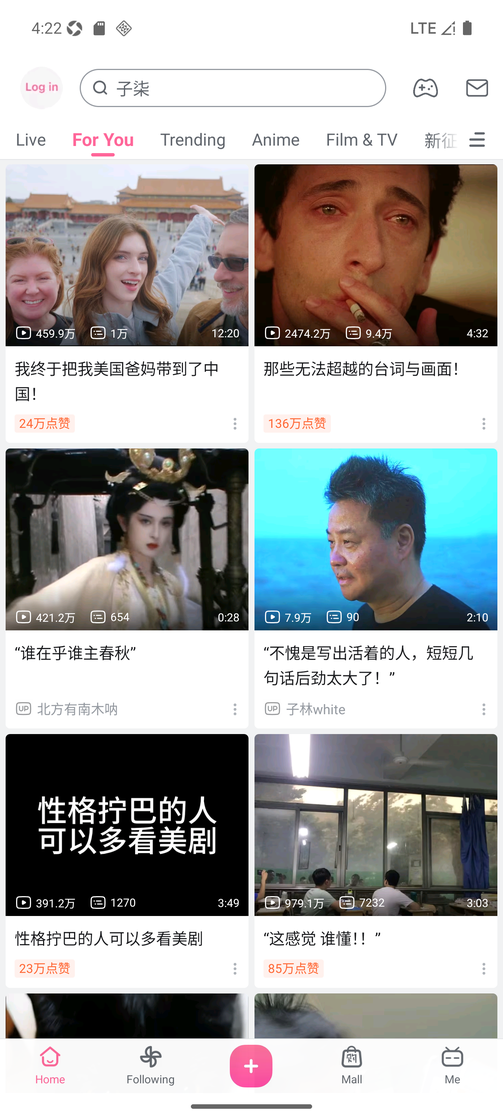 4:22
LTE
Log in
子柒
Live
For You
Trending
Anime
Film & TV
新征
459.9万
1万
12:20
2474.2万
9.4万
4:32
我终于把我美国爸妈带到了中
国！
24万点赞
那些无法超越的台词与画面！
136万点赞
421.2万
654
0:28
7.9万
90
2:10
“谁在乎谁主春秋”
UP 北方有南木呐
“不愧是写出活着的人，短短几
句话后劲太大了！”
UP 子林white
性格拧巴的人
可以多看美剧
391.2万
1270
3:49
979.1万
7232
3:03
性格拧巴的人可以多看美剧
23万点赞
“这感觉 谁懂！！”
85万点赞
Home
Following
Mall
Me